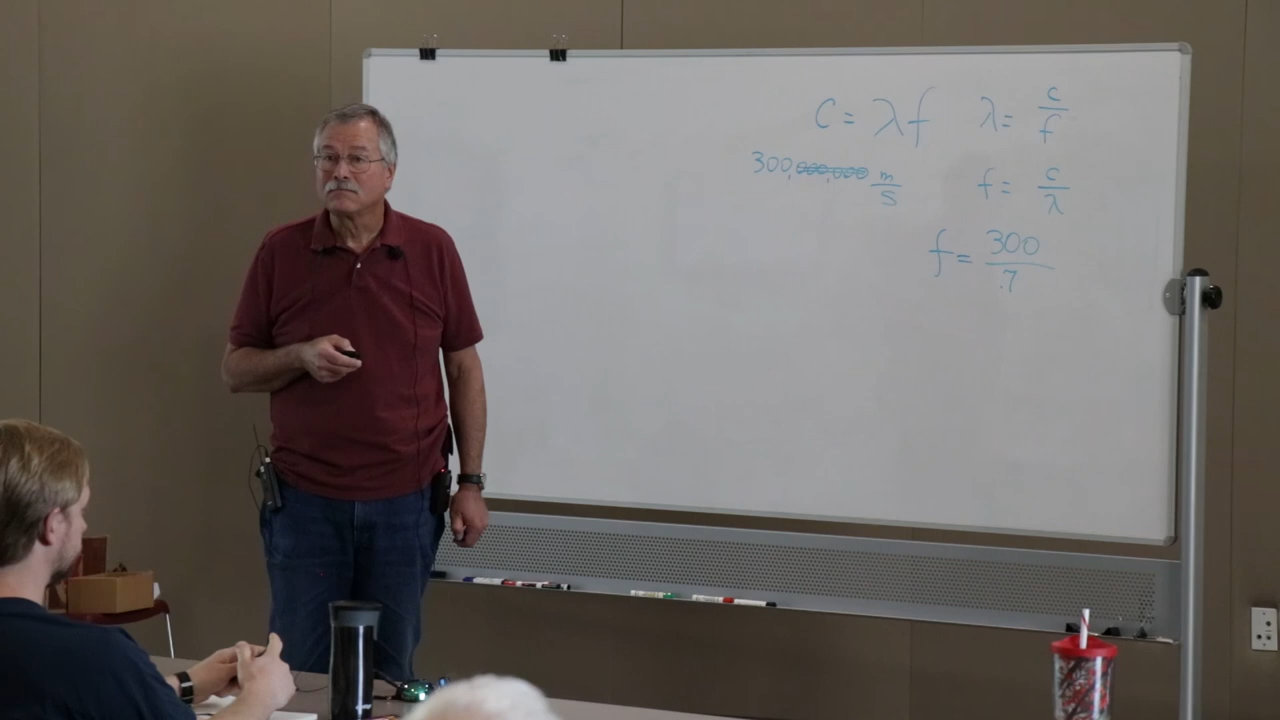 C = λf λ = c/f
300,000,000 m/s f = c/λ
f = 300/.7